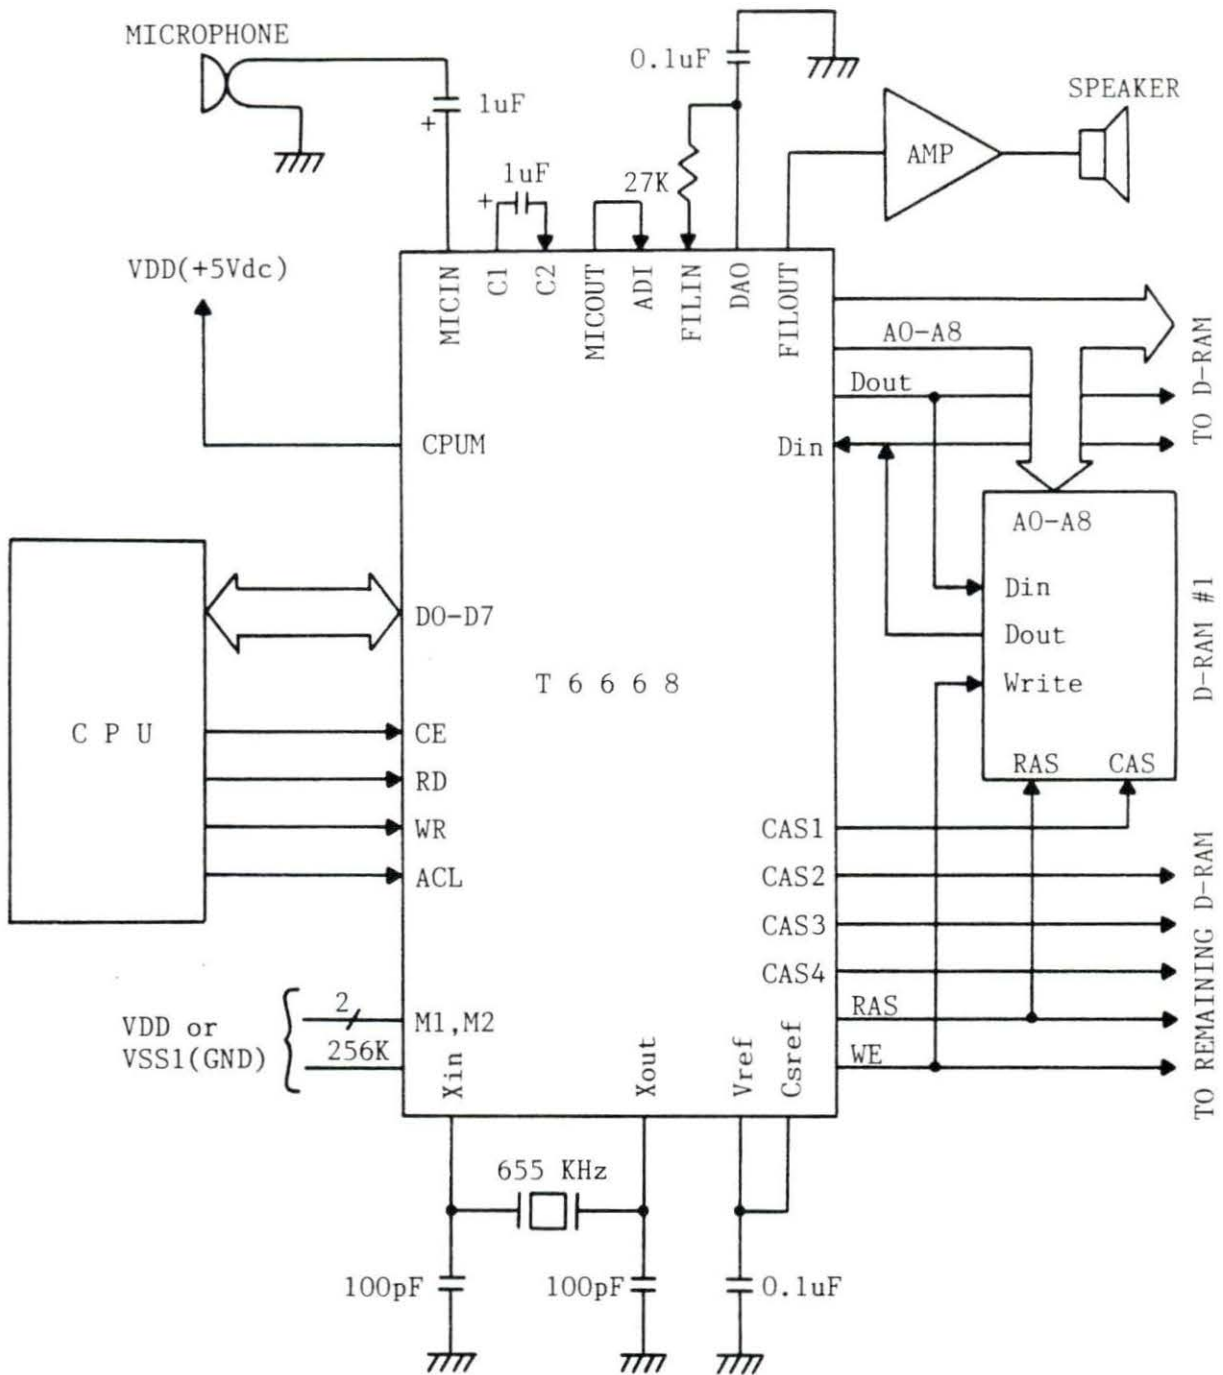 MICROPHONE
0.1uF
SPEAKER
1uF
+
1uF
+
27K
AMP
VDD(+5Vdc)
MICIN
C1
C2
MICOUT
ADI
FILIN
DAO
FILOUT
AO-A8
Dout
TO D-RAM
CPUM
Din
AO-A8
Din
Dout
Write
RAS CAS
D-RAM #1
DO-D7
T 6 6 6 8
C P U
CE
RD
WR
ACL
CAS1
CAS2
CAS3
CAS4
RAS
WE
TO REMAINING D-RAM
VDD or
VSS1(GND)
2
M1,M2
256K
Xin
Xout
Vref
Csref
655 KHz
100pF
100pF
0.1uF